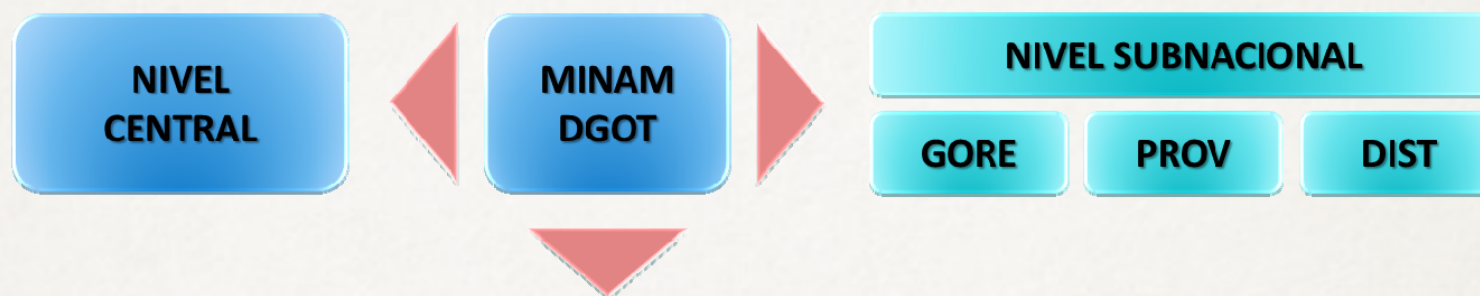 NIVEL
CENTRAL
MINAM
DGOT
NIVEL SUBNACIONAL
GORE
PROV
DIST